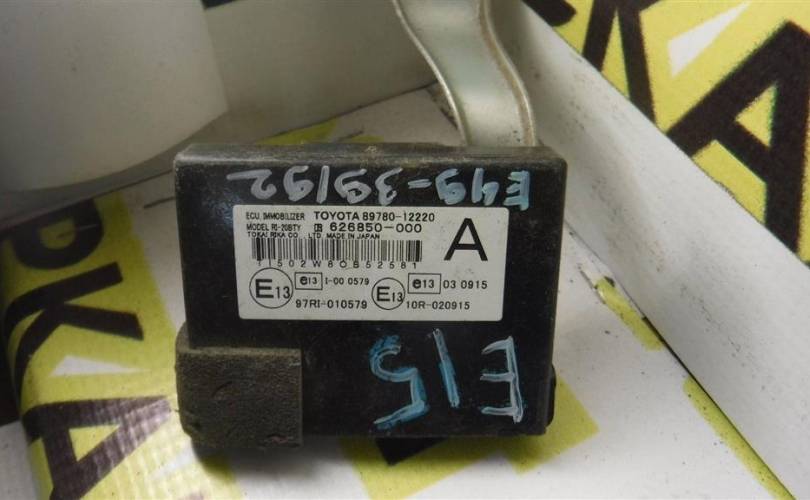 E49-39192
ECU, IMMOBILIZER TOYOTA 89780-12220
MODEL RI-20BTY 626850-000
TOKAI RIKA CO., LTD. MADE IN JAPAN
A
11502W80B52581
E13 e13 I-00 0579 E13 e13 03 0915
97RI-010579 10R-020915
E15